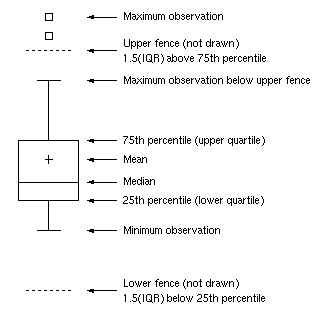 Maximum observation
Upper fence (not drawn)
1.5(IQR) above 75th percentile
Maximum observation below upper fence
75th percentile (upper quartile)
Mean
Median
25th percentile (lower quartile)
Minimum observation
Lower fence (not drawn)
1.5(IQR) below 25th percentile